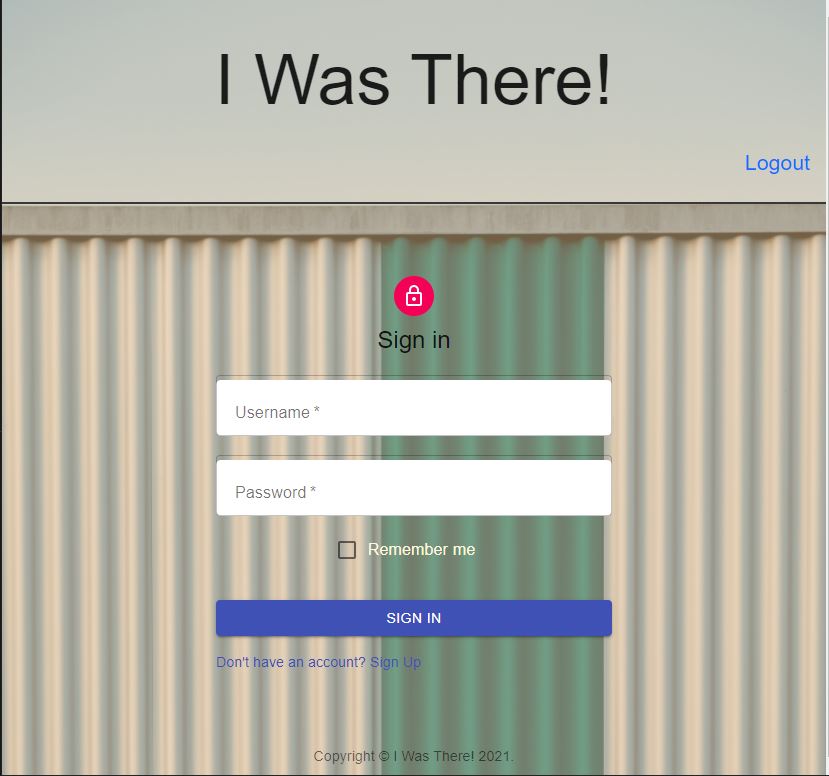 I Was There!
Logout
Sign in
Username *
Password *
Remember me
SIGN IN
Don't have an account? Sign Up
Copyright © I Was There! 2021.